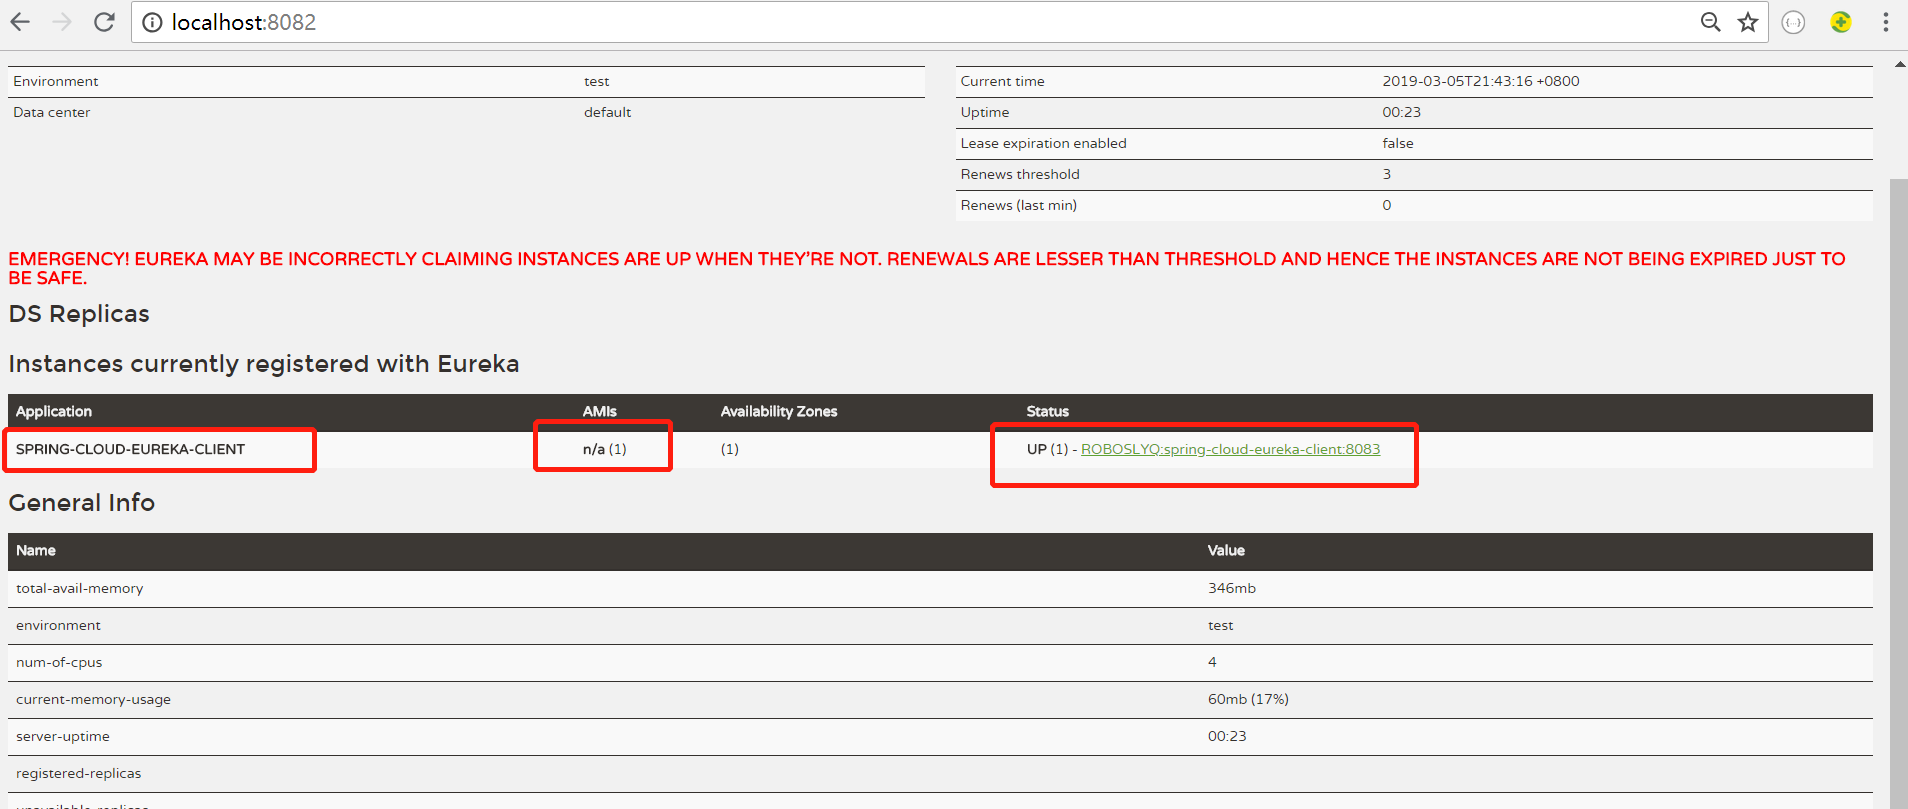 localhost:8082
Environment test
Data center default
Current time 2019-03-05T21:43:16 +0800
Uptime 00:23
Lease expiration enabled false
Renews threshold 3
Renews (last min) 0
EMERGENCY! EUREKA MAY BE INCORRECTLY CLAIMING INSTANCES ARE UP WHEN THEY'RE NOT. RENEWALS ARE LESSER THAN THRESHOLD AND HENCE THE INSTANCES ARE NOT BEING EXPIRED JUST TO
BE SAFE.
DS Replicas
Instances currently registered with Eureka
Application AMIs Availability Zones Status
SPRING-CLOUD-EUREKA-CLIENT n/a (1) (1) UP (1) - ROBOSLYQ:spring-cloud-eureka-client:8083
General Info
Name Value
total-avail-memory 346mb
environment test
num-of-cpus 4
current-memory-usage 60mb (17%)
server-uptime 00:23
registered-replicas